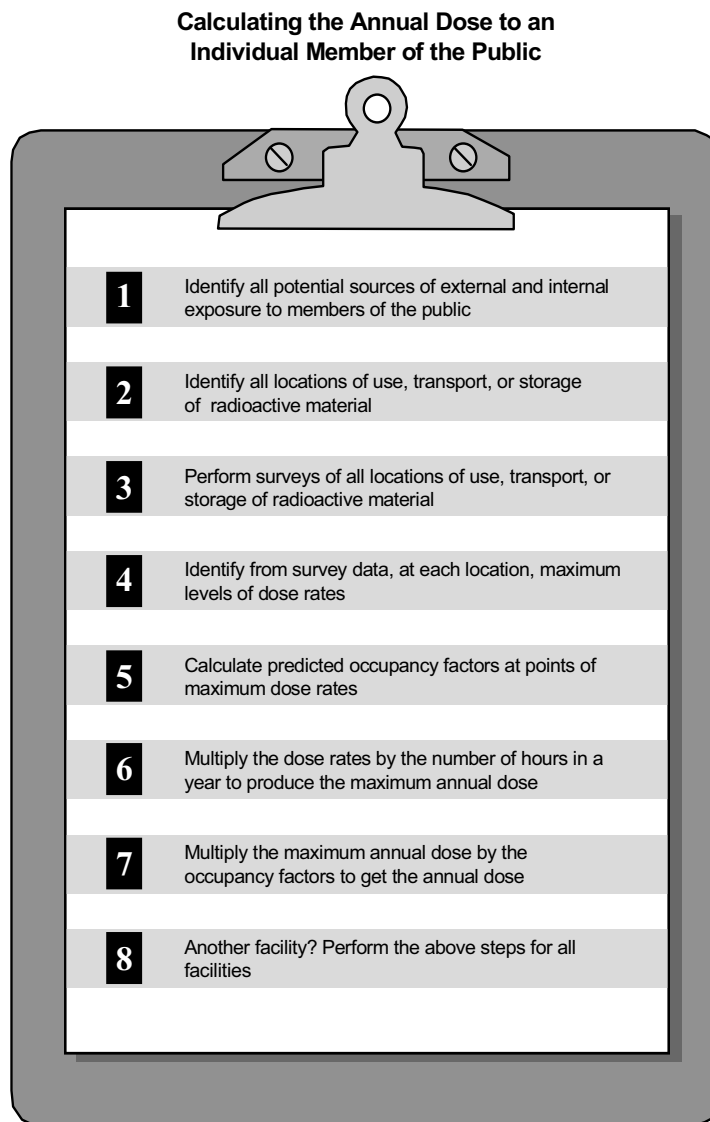 Calculating the Annual Dose to an
Individual Member of the Public
1
Identify all potential sources of external and internal
exposure to members of the public
2
Identify all locations of use, transport, or storage
of  radioactive material
3
Perform surveys of all locations of use, transport, or
storage of radioactive material
4
Identify from survey data, at each location, maximum
levels of dose rates
5
Calculate predicted occupancy factors at points of
maximum dose rates
6
Multiply the dose rates by the number of hours in a
year to produce the maximum annual dose
7
Multiply the maximum annual dose by the
occupancy factors to get the annual dose
8
Another facility? Perform the above steps for all
facilities